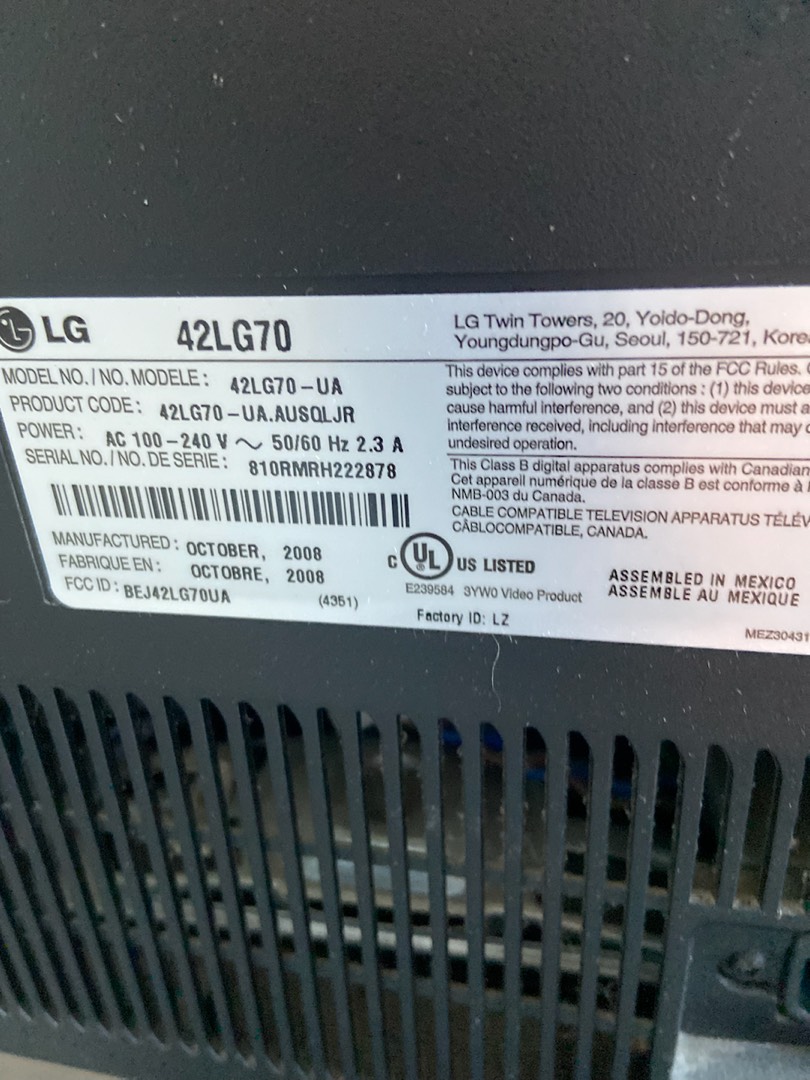 LG 42LG70
MODEL NO. / NO. MODELE : 42LG70-UA
PRODUCT CODE : 42LG70-UA.AUSQLJR
POWER : AC 100-240 V ~ 50/60 Hz 2.3 A
SERIAL NO. / NO. DE SERIE : 810RMRH222878
MANUFACTURED : OCTOBER, 2008
FABRIQUE EN : OCTOBRE, 2008
FCC ID : BEJ42LG70UA (4351)
LG Twin Towers, 20, Yoido-Dong,
Youngdungpo-Gu, Seoul, 150-721,
This device complies with part 15 of the FCC Rules.
subject to the following two conditions : (1) this device
cause harmful interference, and (2) this device must
interference received, including interference that may
undesired operation.
This Class B digital apparatus complies with Canadian
Cet appareil numérique de la classe B est conforme à
NMB-003 du Canada.
CABLE COMPATIBLE TELEVISION APPARATUS
CÂBLOCOMPATIBLE, CANADA.
C UL US LISTED
E239584 3YW0 Video Product
Factory ID: LZ
ASSEMBLED IN MEXICO
ASSEMBLE AU MEXIQUE
MEZ30431